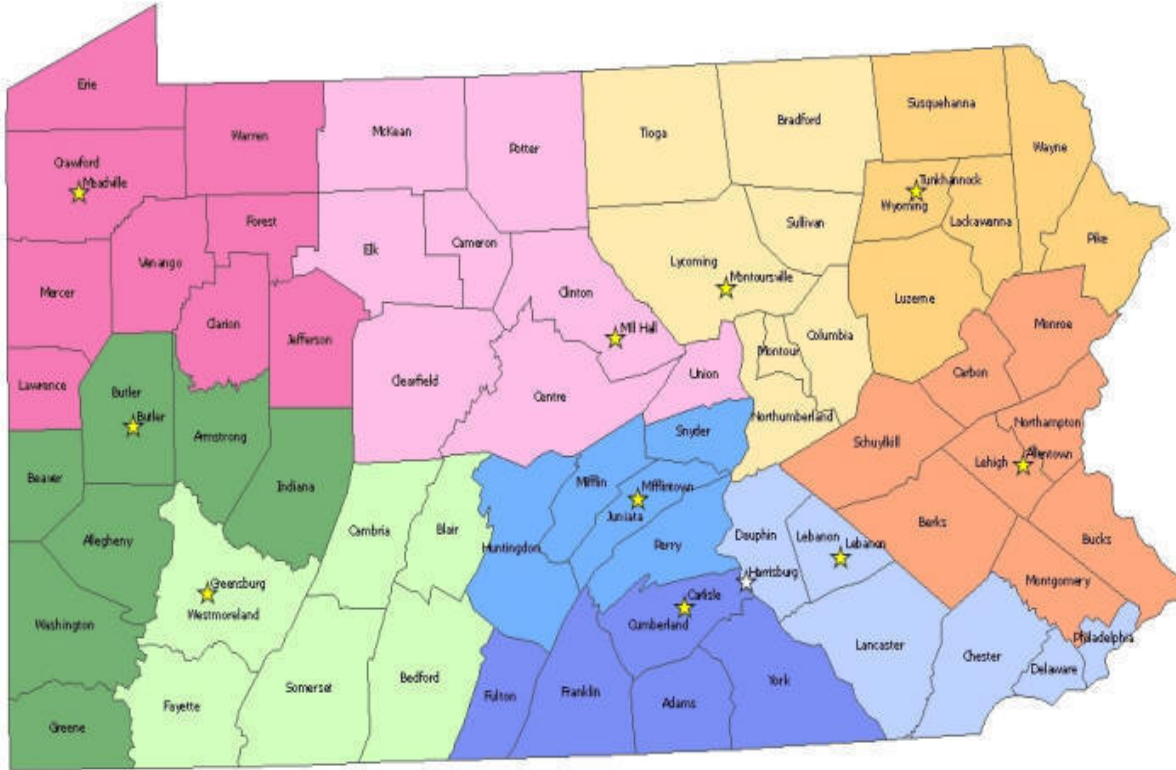 Erie
Warren
McKean
Potter
Tioga
Bradford
Susquehanna
Wayne
Crawford
Meadville
Tunkhannock
Wyoming
Lackawanna
Pike
Forest
Venango
Elk
Cameron
Sullivan
Lycoming
Montoursville
Mercer
Clarion
Jefferson
Clinton
Mill Hall
Luzerne
Columbia
Montour
Monroe
Carbon
Lawrence
Clearfield
Centre
Union
Northumberland
Butler
Butler
Armstrong
Snyder
Schuylkill
Northampton
Lehigh
Allentown
Beaver
Indiana
Mifflin
Mifflintown
Juniata
Allegheny
Cambria
Blair
Huntingdon
Perry
Dauphin
Lebanon
Lebanon
Berks
Bucks
Greensburg
Westmoreland
Harrisburg
Carlisle
Cumberland
Montgomery
Washington
Philadelphia
Lancaster
Chester
Delaware
Greene
Fayette
Somerset
Bedford
Fulton
Franklin
Adams
York